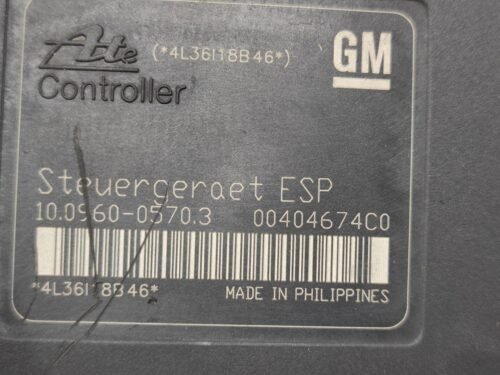 Ate (*4L36I18B46*) GM
Controller
Steuergeraet ESP
10.0960-0570.3 00404674C0
*4L36I18B46* MADE IN PHILIPPINES